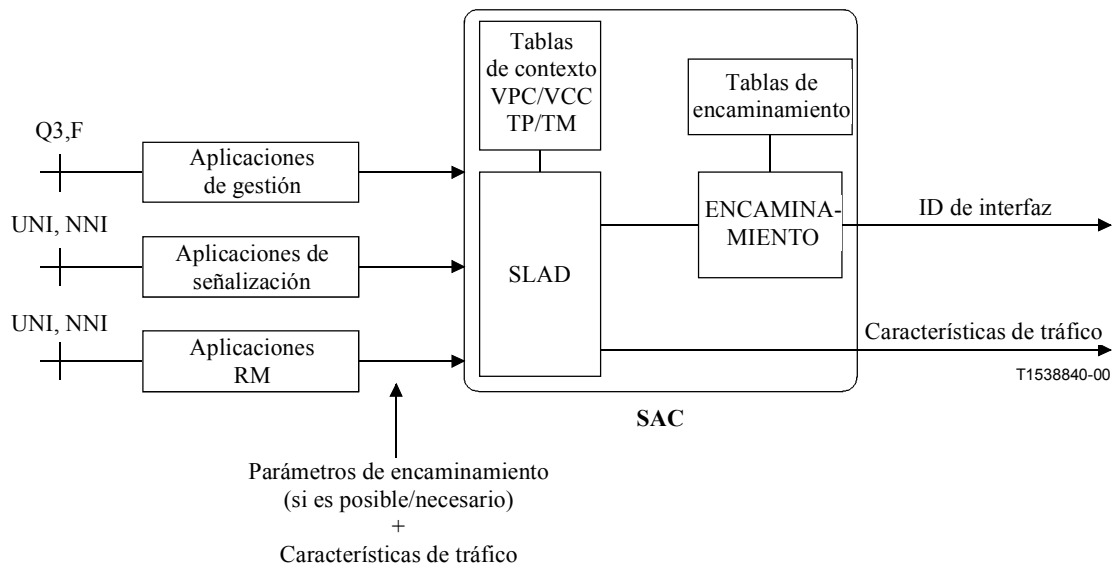 Tablas
de contexto
VPC/VCC
TP/TM
Tablas de
encaminamiento
Q3,F
Aplicaciones
de gestión
UNI, NNI
Aplicaciones de
señalización
SLAD
ENCAMINA-
MIENTO
ID de interfaz
UNI, NNI
Aplicaciones
RM
Características de tráfico
T1538840-00
SAC
Parámetros de encaminamiento
(si es posible/necesario)
+
Características de tráfico